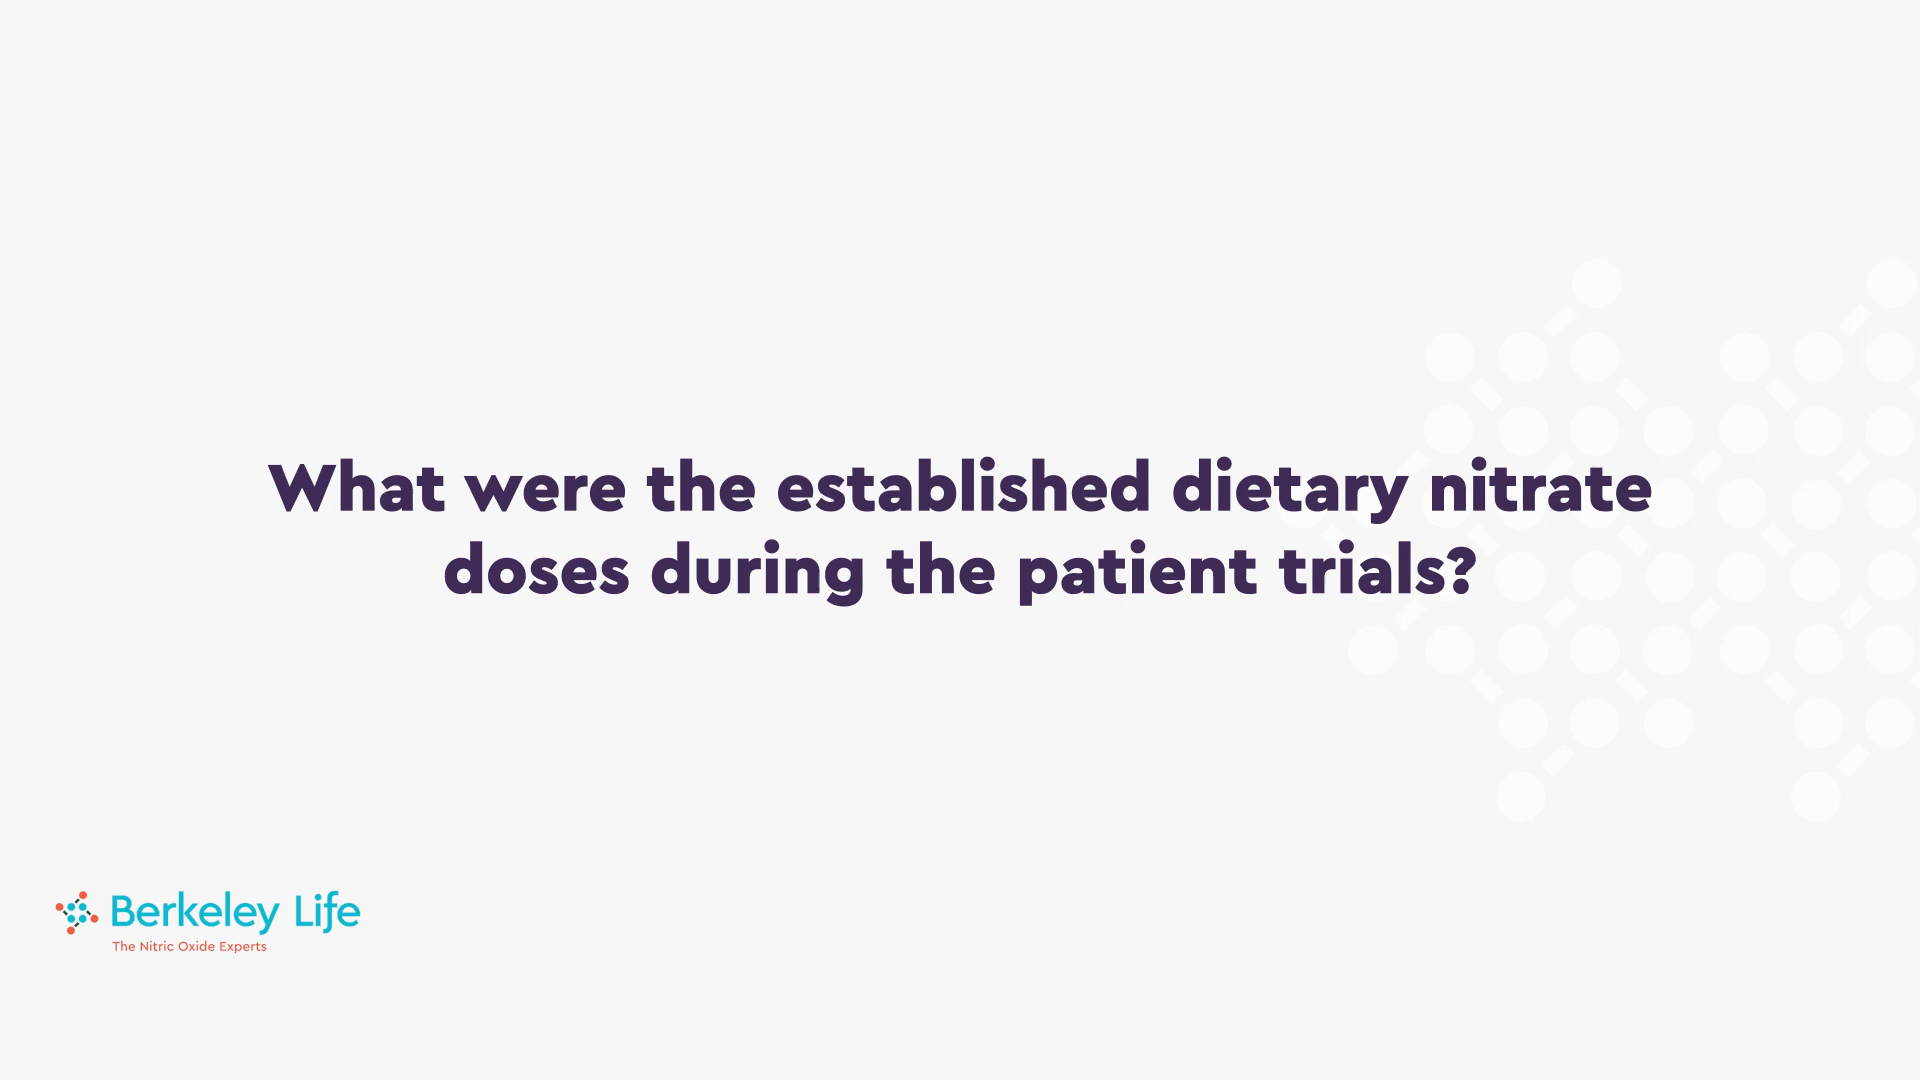 What were the established dietary nitrate
doses during the patient trials?
Berkeley Life
The Nitric Oxide Experts